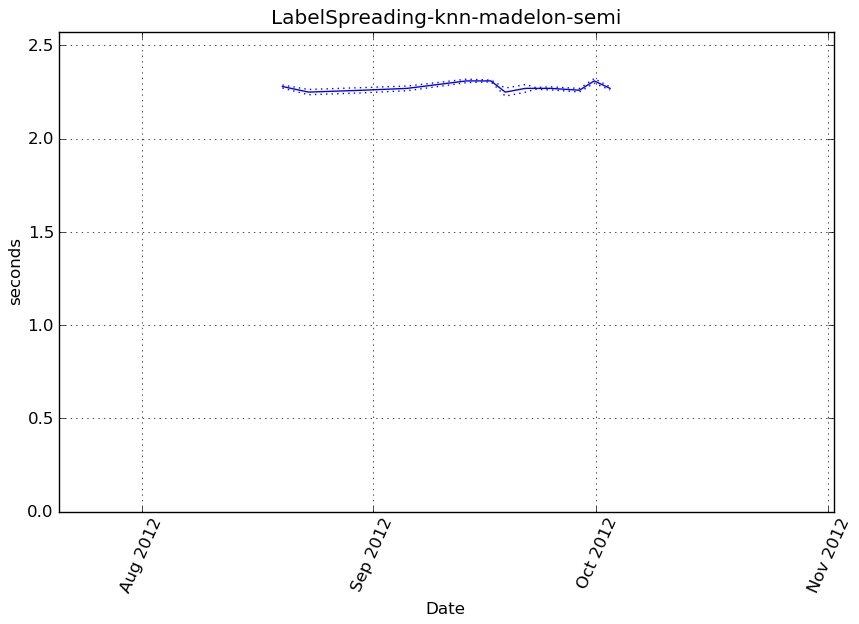 LabelSpreading-knn-madelon-semi
2.5
2.0
1.5
1.0
0.5
0.0
seconds
Aug 2012
Sep 2012
Oct 2012
Nov 2012
Date